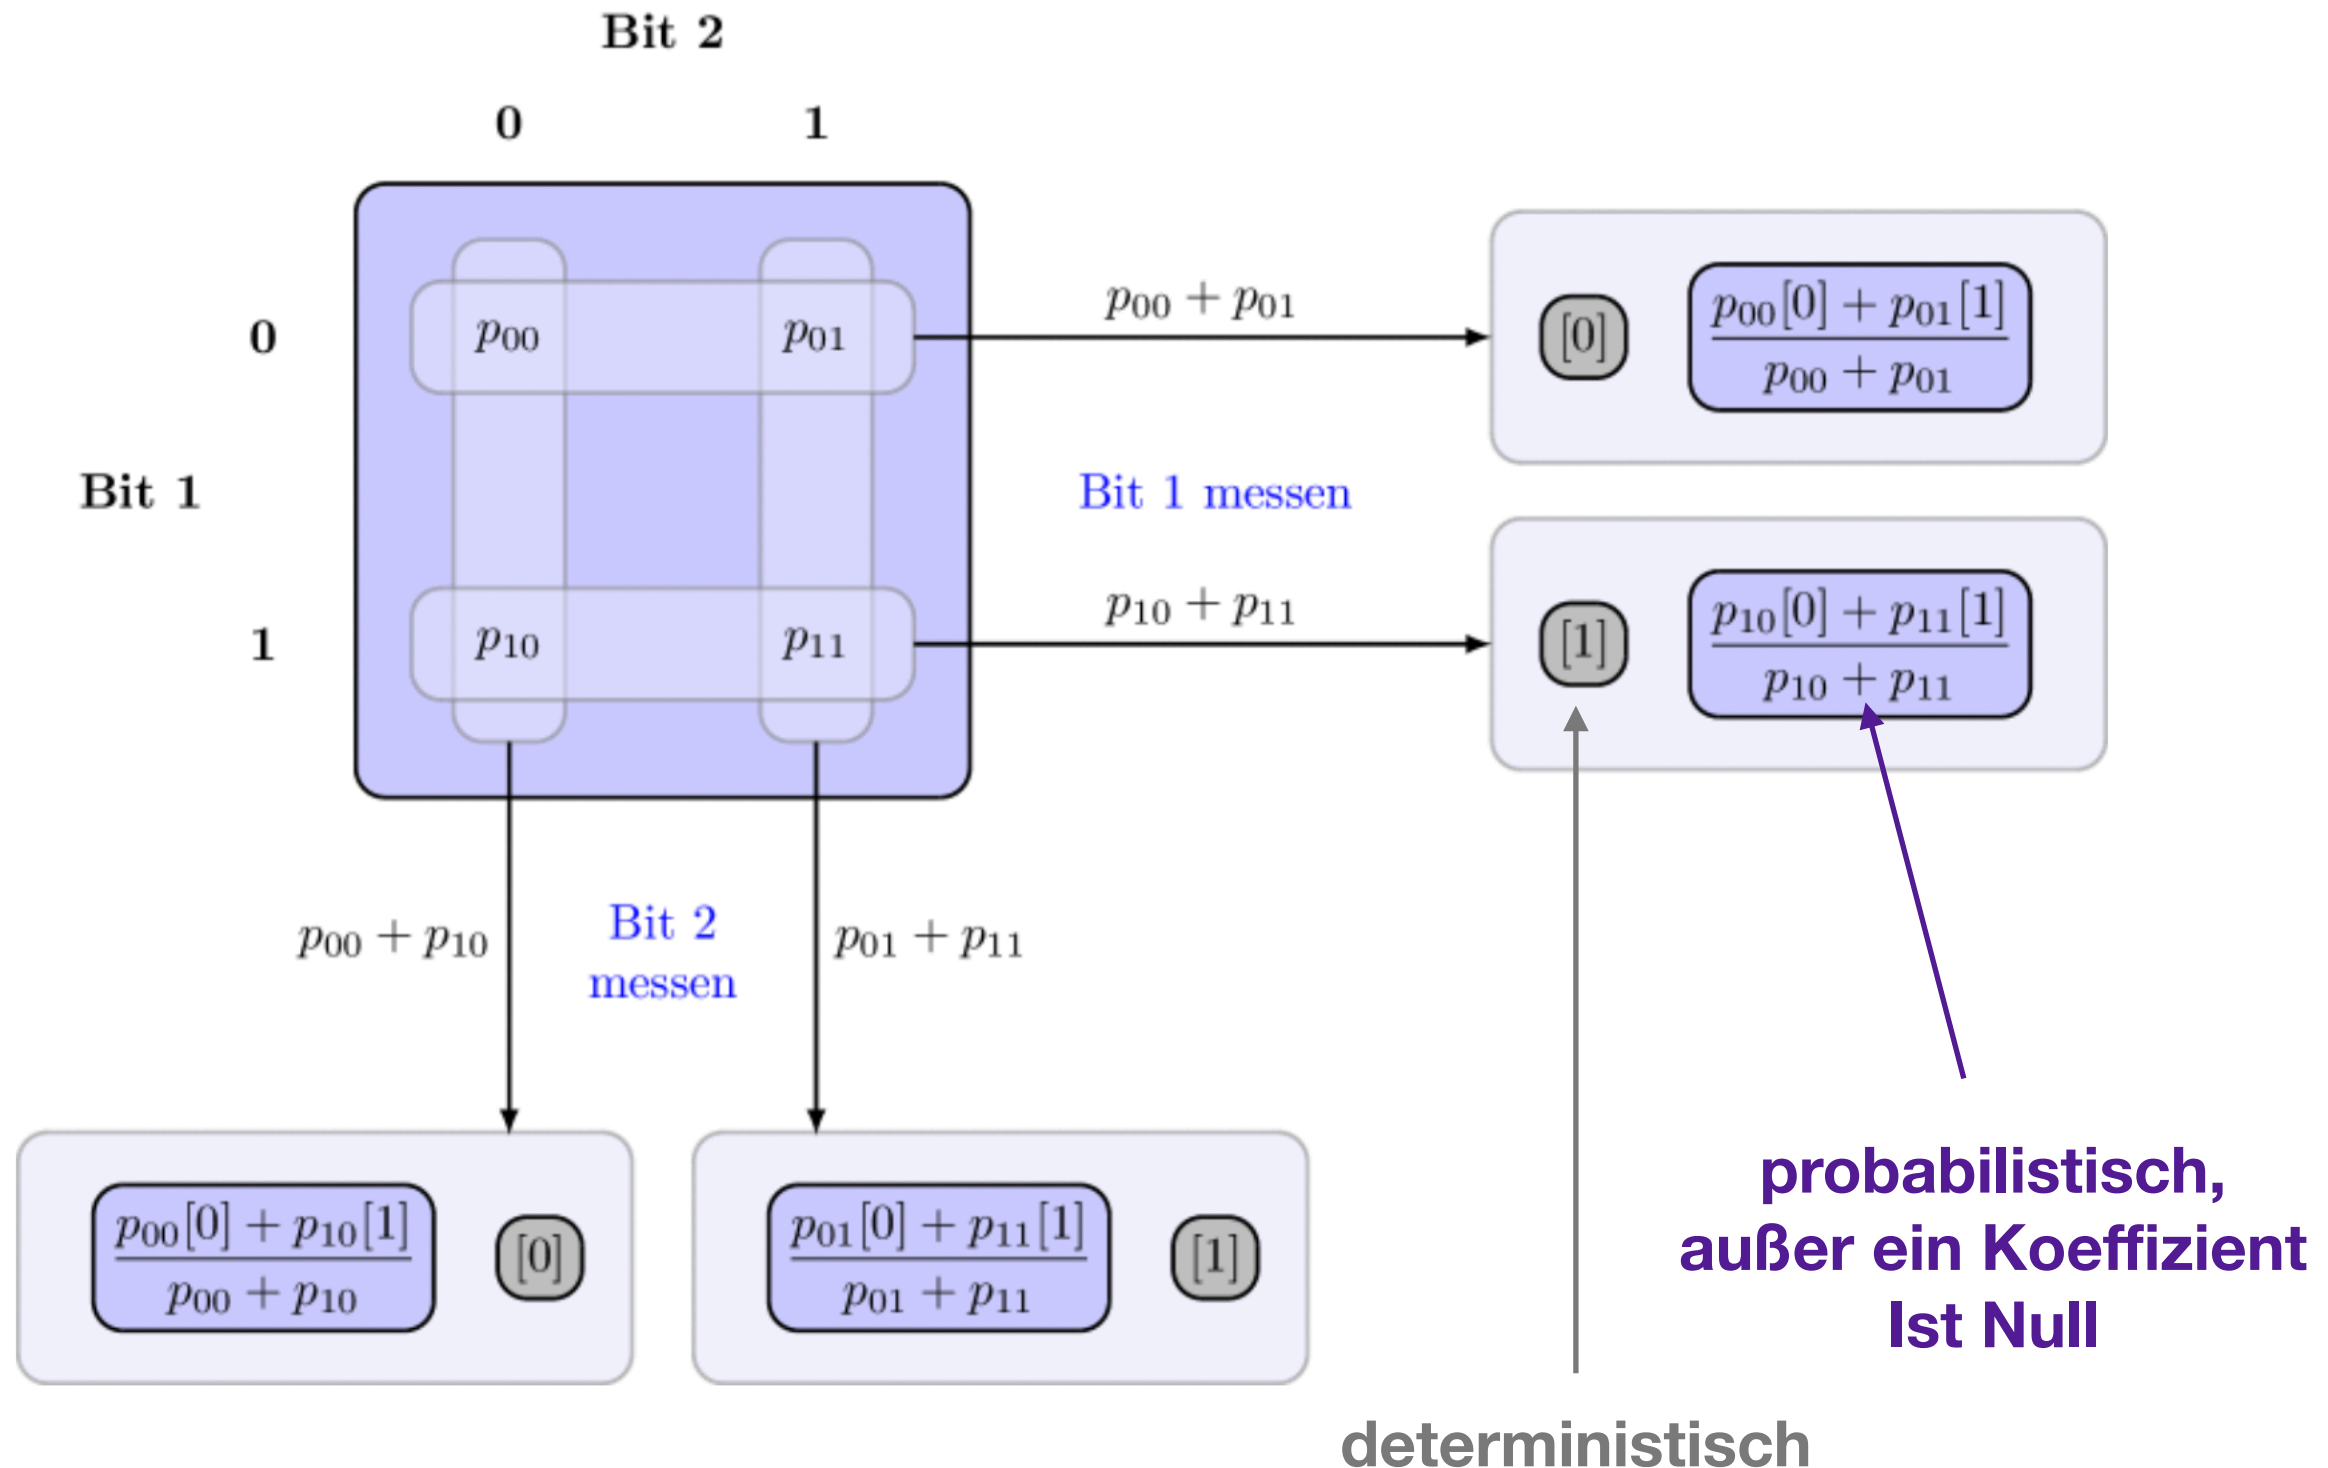 Bit 2
0 1
p₀₀ p₀₁
0
p₀₀ + p₀₁
[0]
p₀₀[0] + p₀₁[1]
p₀₀ + p₀₁
Bit 1
Bit 1 messen
1
p₁₀ p₁₁
p₁₀ + p₁₁
[1]
p₁₀[0] + p₁₁[1]
p₁₀ + p₁₁
p₀₀ + p₁₀
Bit 2
messen
p₀₁ + p₁₁
p₀₀[0] + p₁₀[1]
p₀₀ + p₁₀
[0]
p₀₁[0] + p₁₁[1]
p₀₁ + p₁₁
[1]
probabilistisch,
außer ein Koeffizient
Ist Null
deterministisch